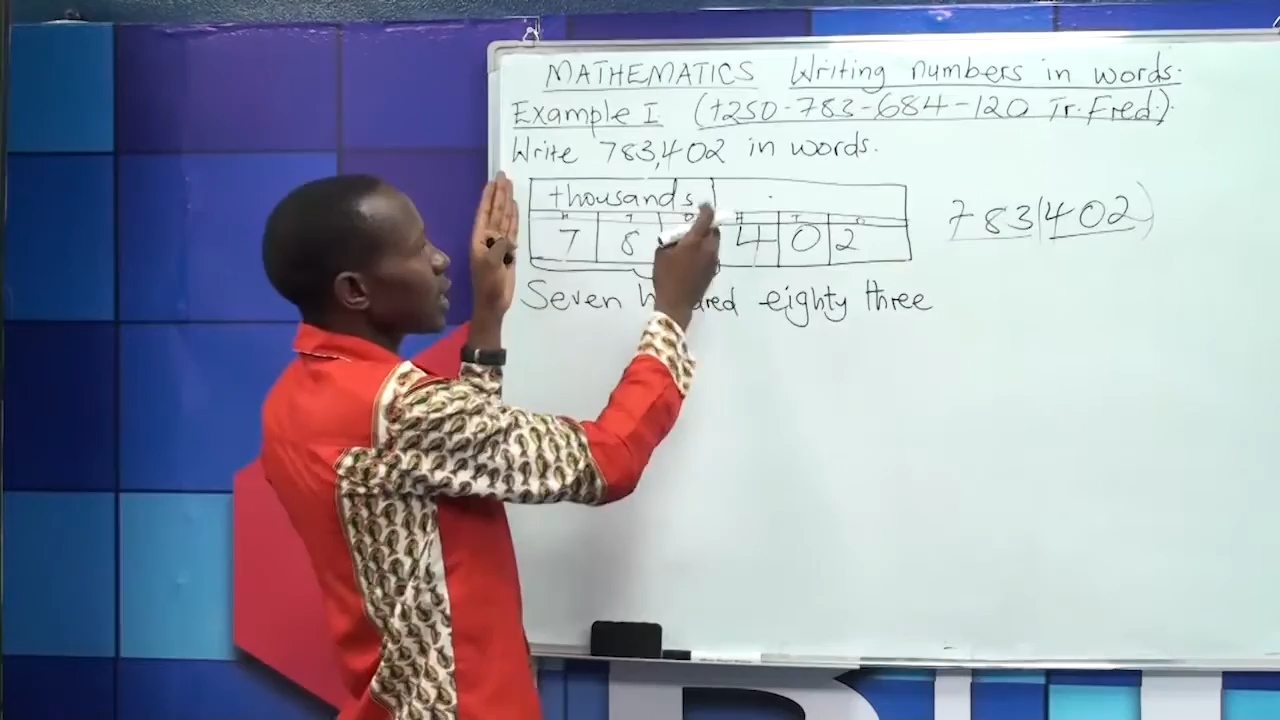 MATHEMATICS Writing numbers in words.
Example I. (+250-783-684-120 Tr. Fred.)
Write 783,402 in words.
thousands
H T O H T O
7 8 4 0 2
783 402
Seven eighty three